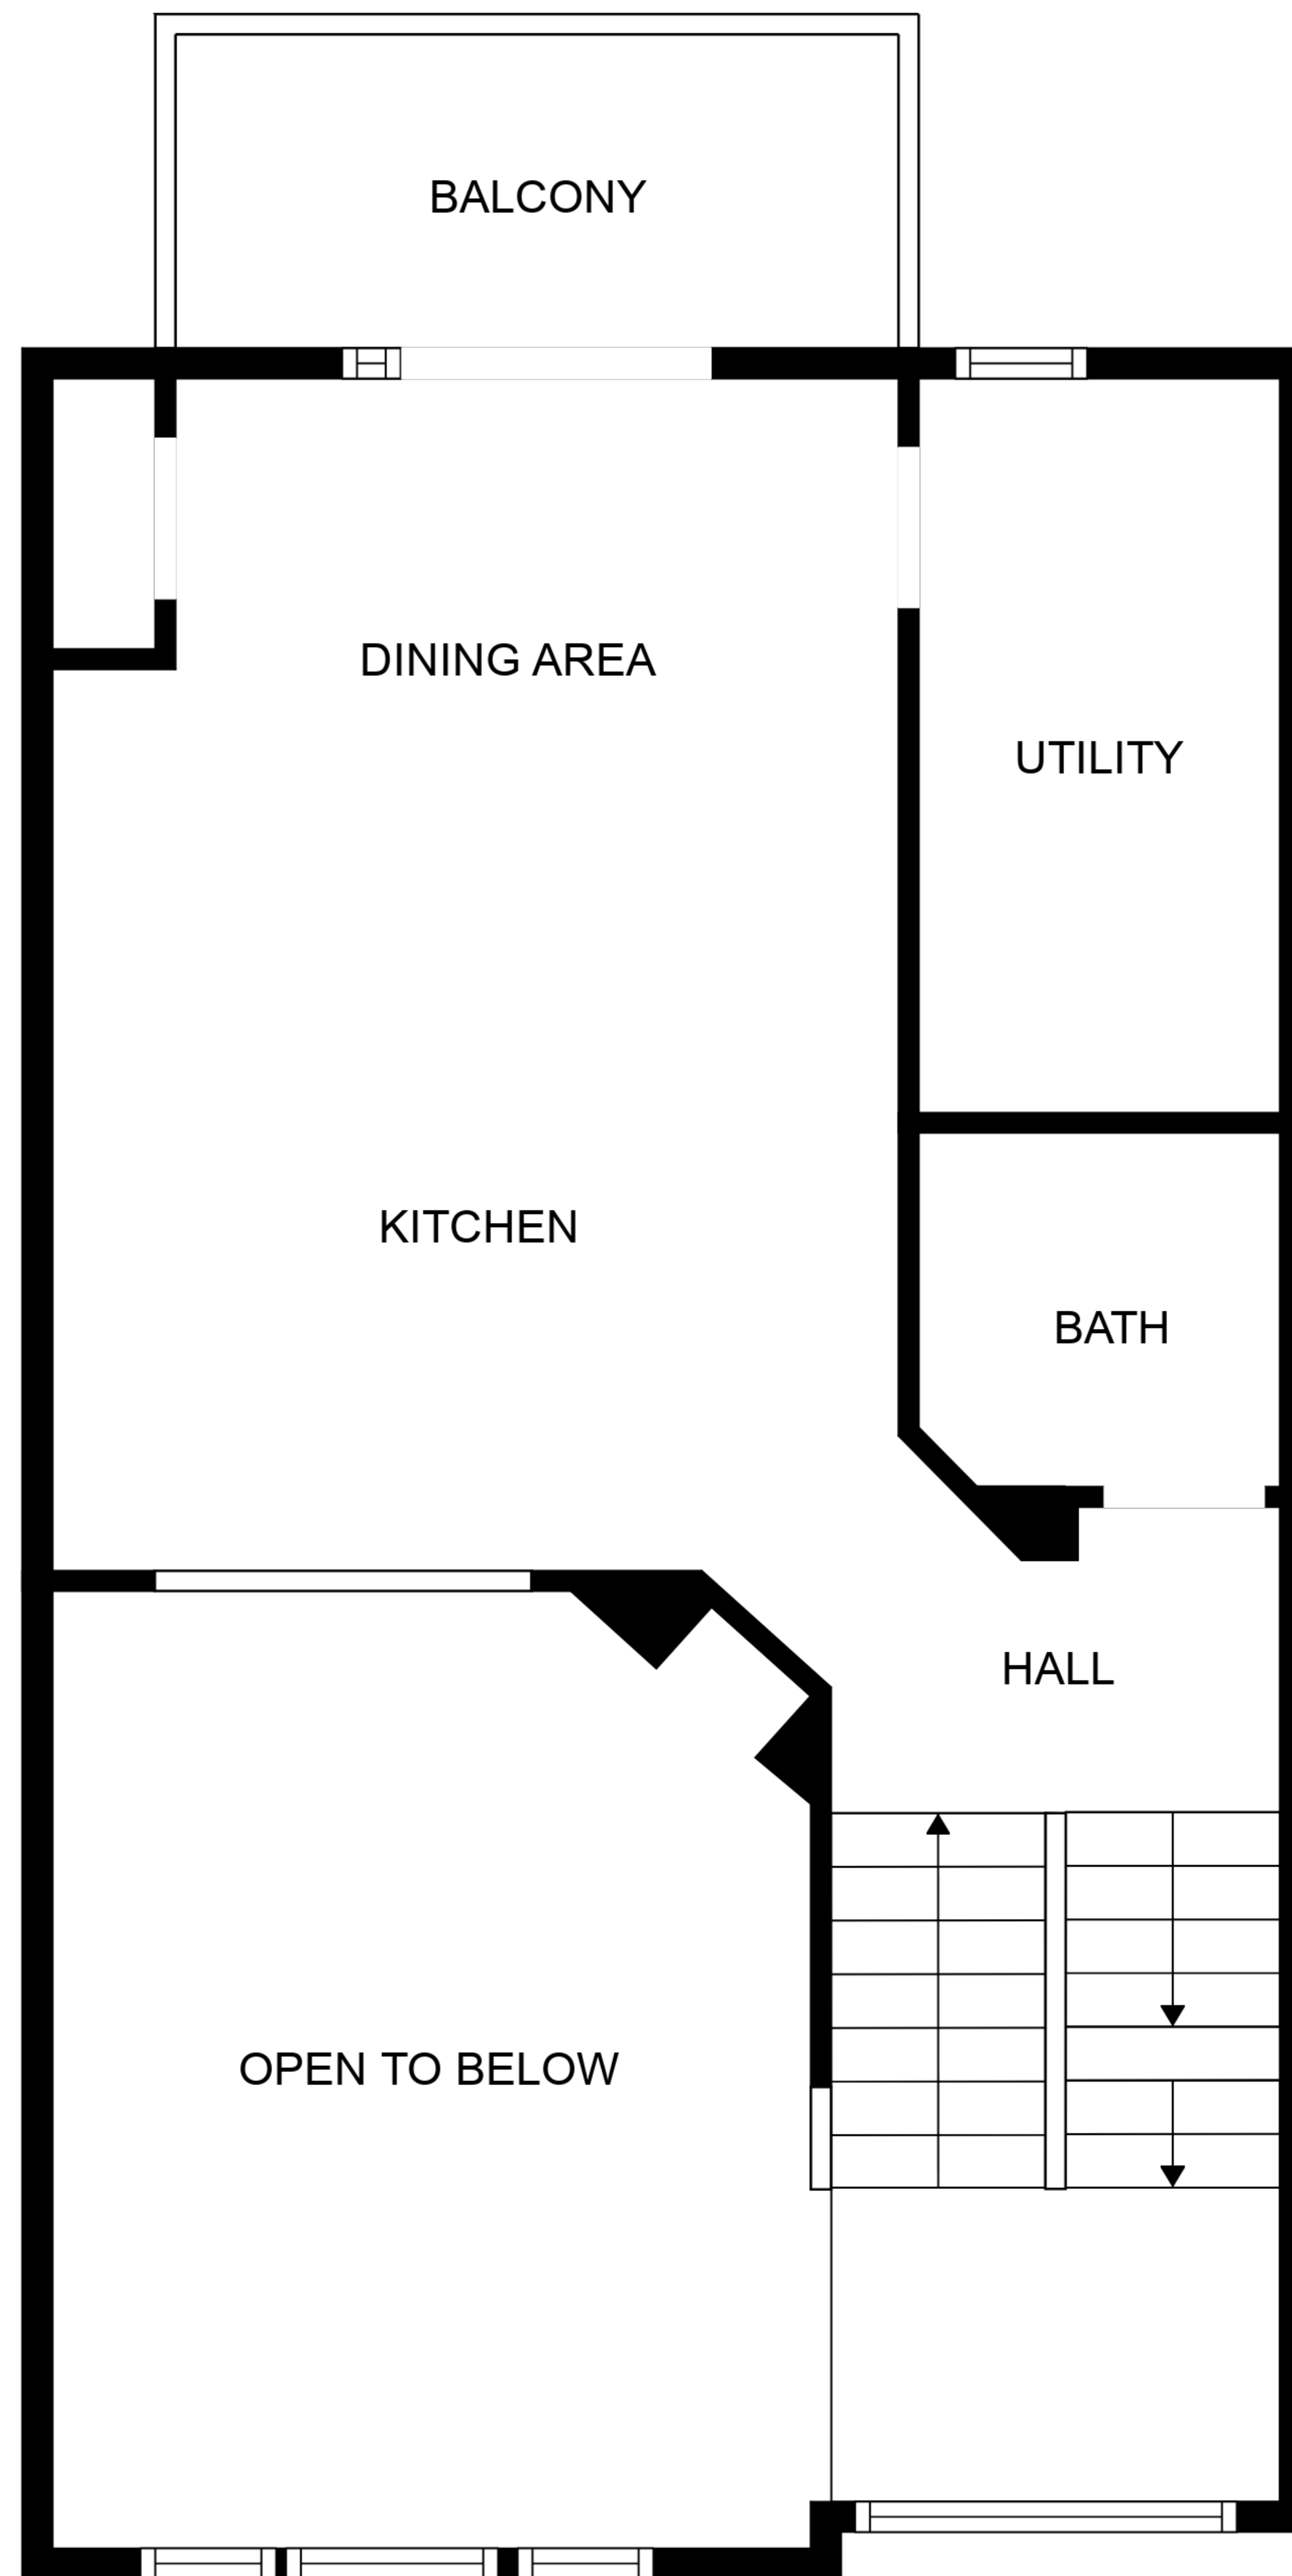 BALCONY
DINING AREA
UTILITY
KITCHEN
BATH
HALL
OPEN TO BELOW